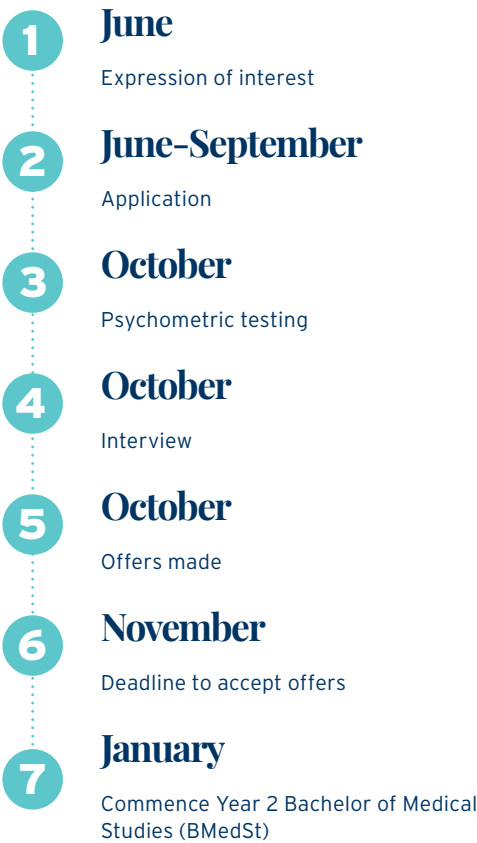 1
June
Expression of interest
2
June-September
Application
3
October
Psychometric testing
4
October
Interview
5
October
Offers made
6
November
Deadline to accept offers
7
January
Commence Year 2 Bachelor of Medical
Studies (BMedSt)